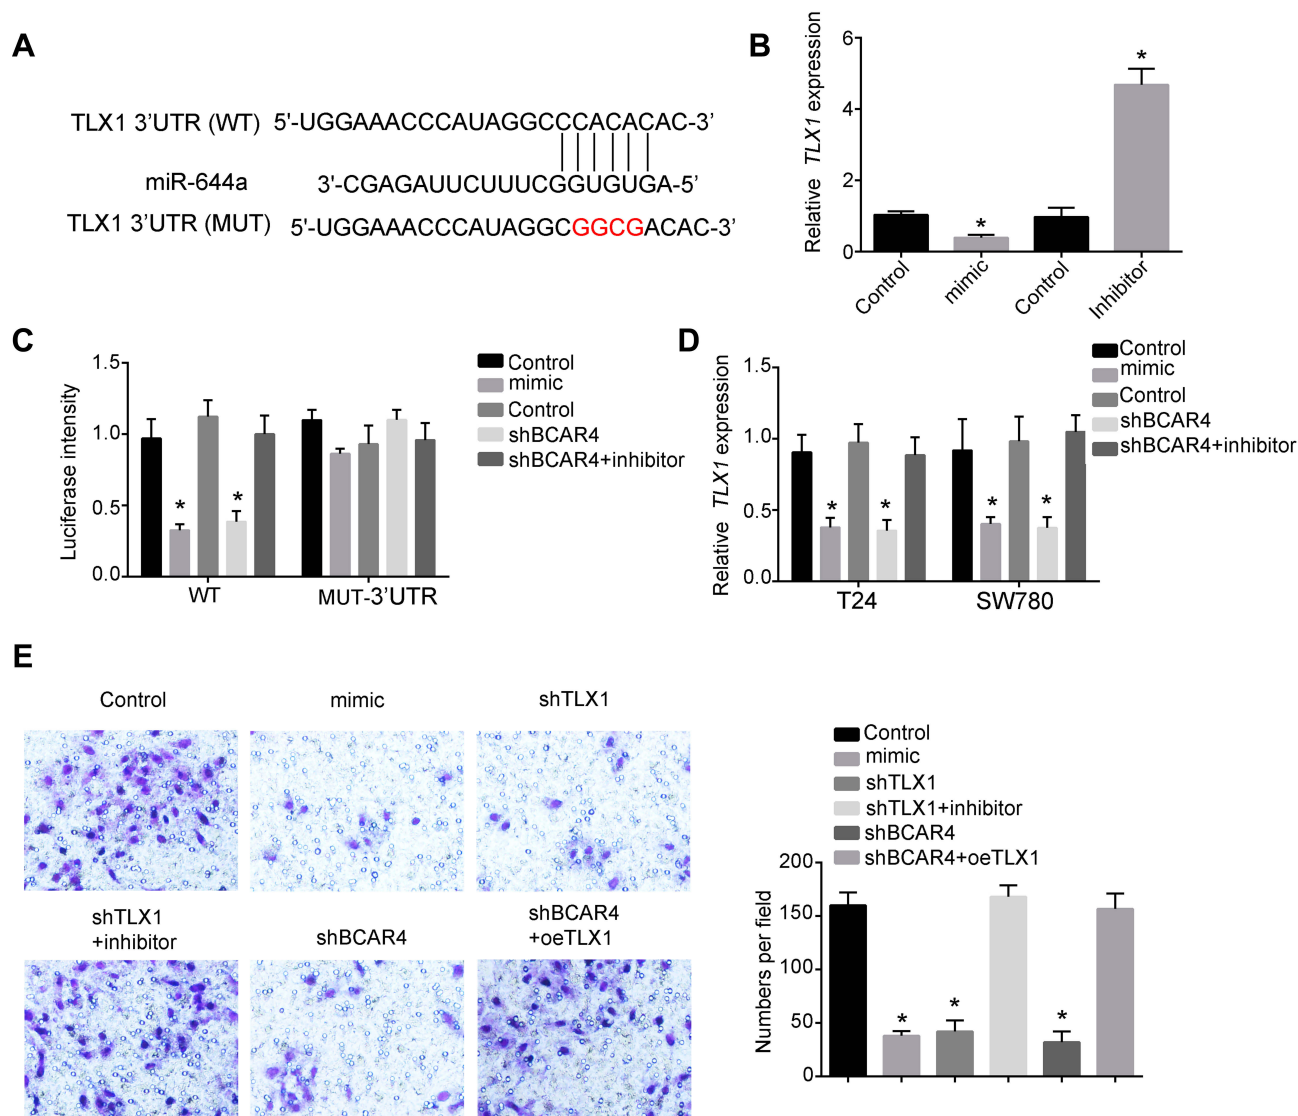 A
TLX1 3'UTR (WT) 5'-UGGAAACCCAUAGGCCCACACAC-3'
miR-644a 3'-CGAGAUUCUUUCGGUGUGA-5'
TLX1 3'UTR (MUT) 5'-UGGAAACCCAUAGGCGGCGACAC-3'
B
Relative TLX1 expression
6
4
2
0
*
*
Control
mimic
Control
Inhibitor
C
Luciferase intensity
1.5
1.0
0.5
0.0
*
*
WT
MUT-3'UTR
Control
mimic
Control
shBCAR4
shBCAR4+inhibitor
D
Relative TLX1 expression
1.5
1.0
0.5
0.0
*
*
*
*
T24
SW780
Control
mimic
Control
shBCAR4
shBCAR4+inhibitor
E
Control
mimic
shTLX1
shTLX1
+inhibitor
shBCAR4
shBCAR4
+oeTLX1
Control
mimic
shTLX1
shTLX1+inhibitor
shBCAR4
shBCAR4+oeTLX1
Numbers per field
200
150
100
50
0
*
*
*